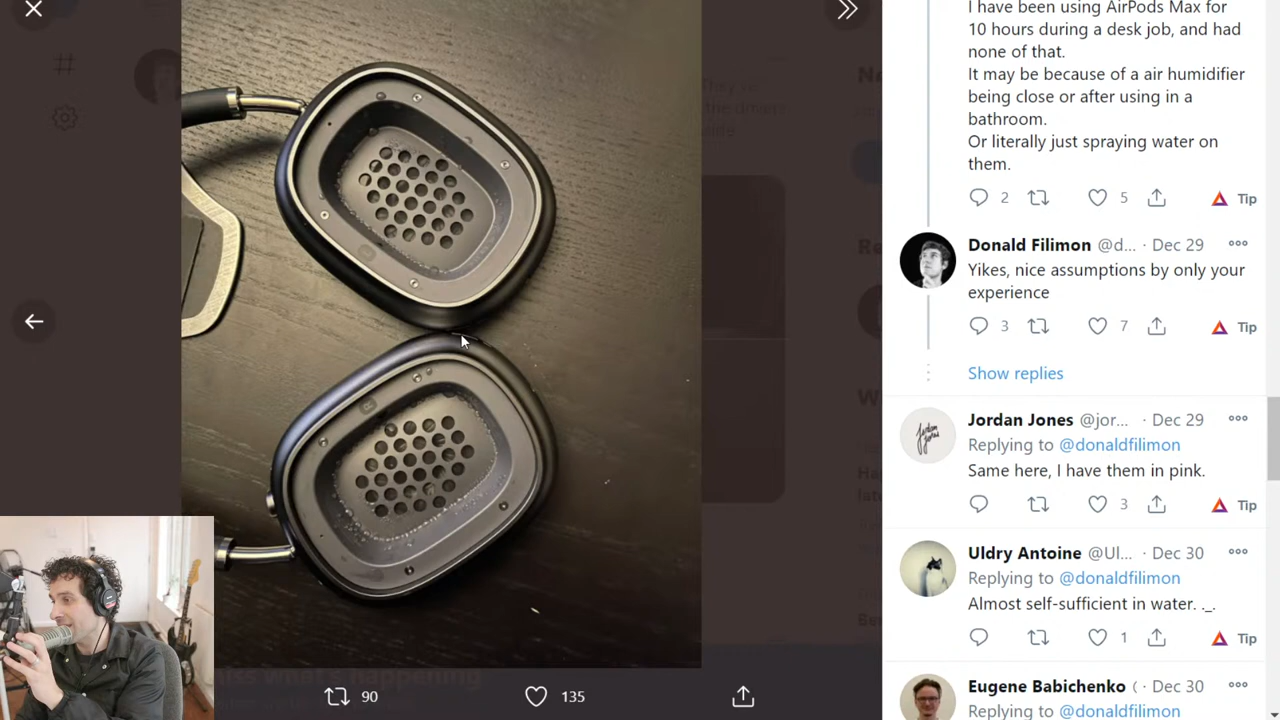 I have been using AirPods Max for
10 hours during a desk job, and had
none of that.
It may be because of a air humidifier
being close or after using in a
bathroom.
Or literally just spraying water on
them.
2
5
Tip
Donald Filimon @d... · Dec 29
Yikes, nice assumptions by only your
experience
3
7
Tip
Show replies
Jordan Jones @jor... · Dec 29
Replying to @donaldfilimon
Same here, I have them in pink.
3
Tip
Uldry Antoine @Ul... · Dec 30
Replying to @donaldfilimon
Almost self-sufficient in water. ._.
1
Tip
Eugene Babichenko ( · Dec 30
Replying to @donaldfilimon
what's happening
90
135